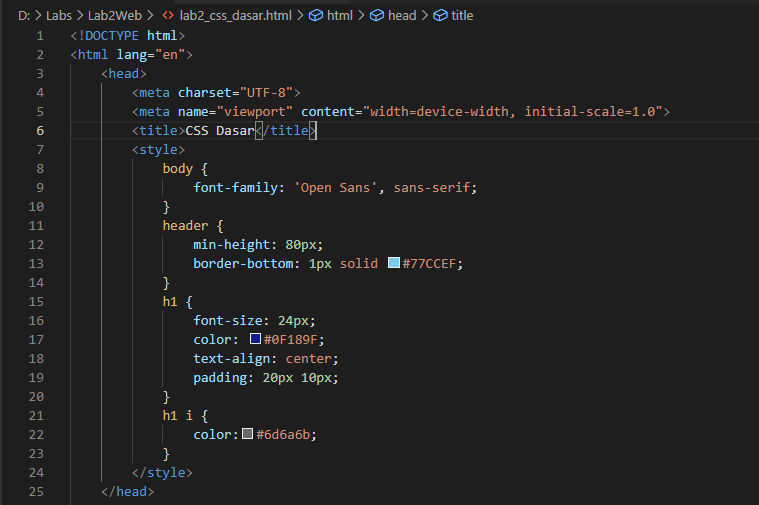 D: > Labs > Lab2Web > lab2_css_dasar.html > html > head > title
1 <!DOCTYPE html>
2 <html lang="en">
3 <head>
4 <meta charset="UTF-8">
5 <meta name="viewport" content="width=device-width, initial-scale=1.0">
6 <title>CSS Dasar</title>
7 <style>
8 body {
9 font-family: 'Open Sans', sans-serif;
10 }
11 header {
12 min-height: 80px;
13 border-bottom: 1px solid #77CCEF;
14 }
15 h1 {
16 font-size: 24px;
17 color: #0F189F;
18 text-align: center;
19 padding: 20px 10px;
20 }
21 h1 i {
22 color:#6d6a6b;
23 }
24 </style>
25 </head>